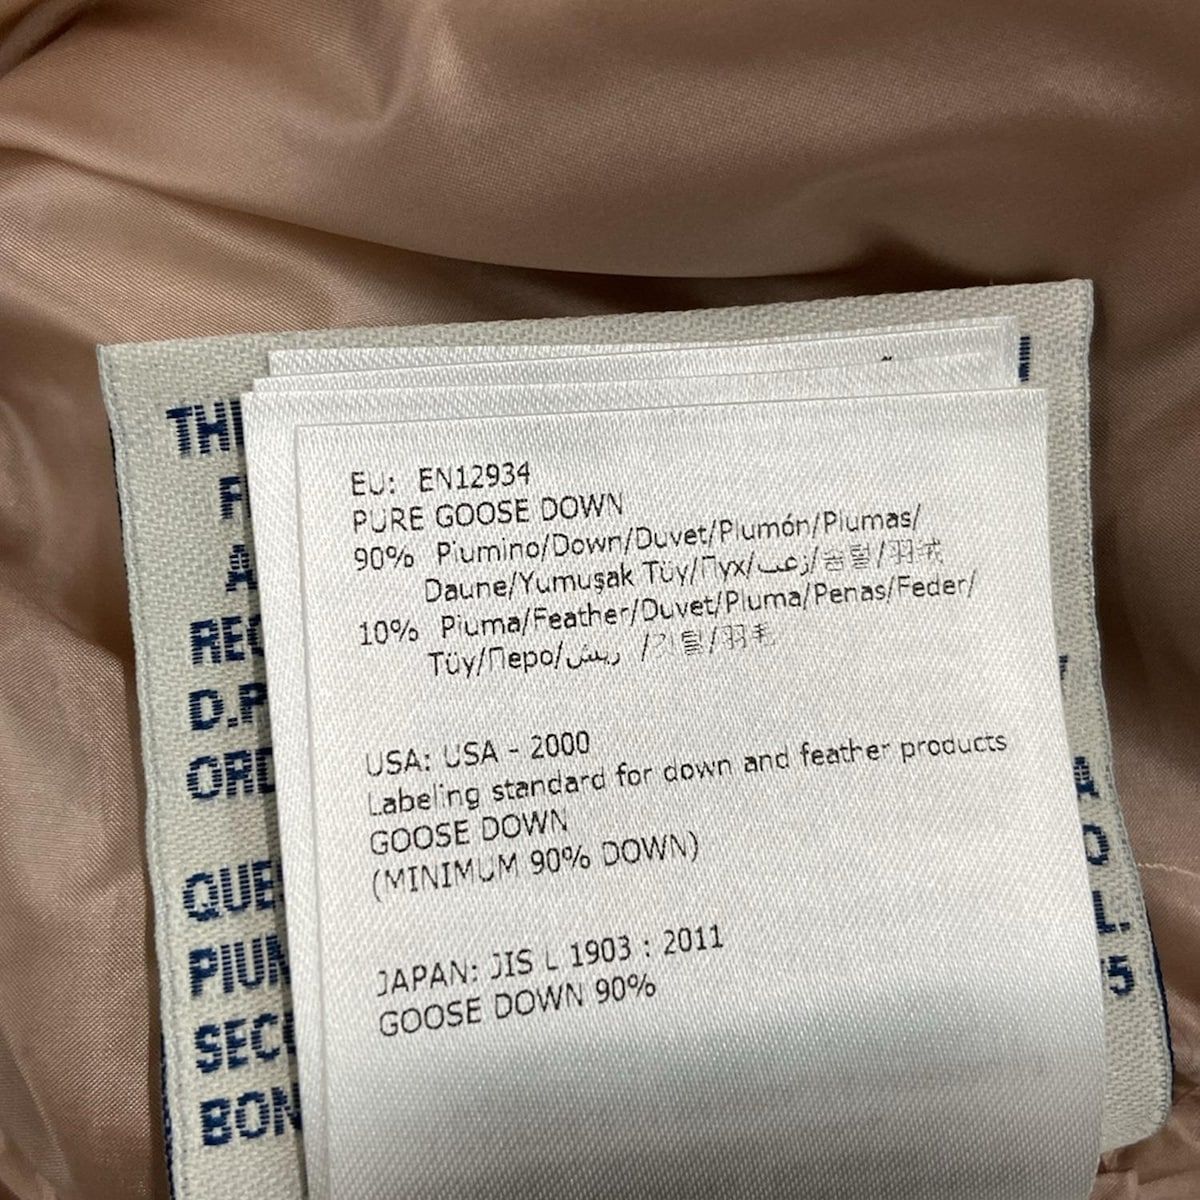 EU: EN12934
PURE GOOSE DOWN
90% Piumino/Down/Duvet/Plumón/Plumas/
Daune/Yumuşak Tüy/Пух/زغب/솜털/羽绒
10% Piuma/Feather/Duvet/Pluma/Penas/Feder/
Tüy/Перо/ريش /깃털/羽毛
USA: USA - 2000
Labeling standard for down and feather products
GOOSE DOWN
(MINIMUM 90% DOWN)
JAPAN: JIS L 1903 : 2011
GOOSE DOWN 90%
D.P